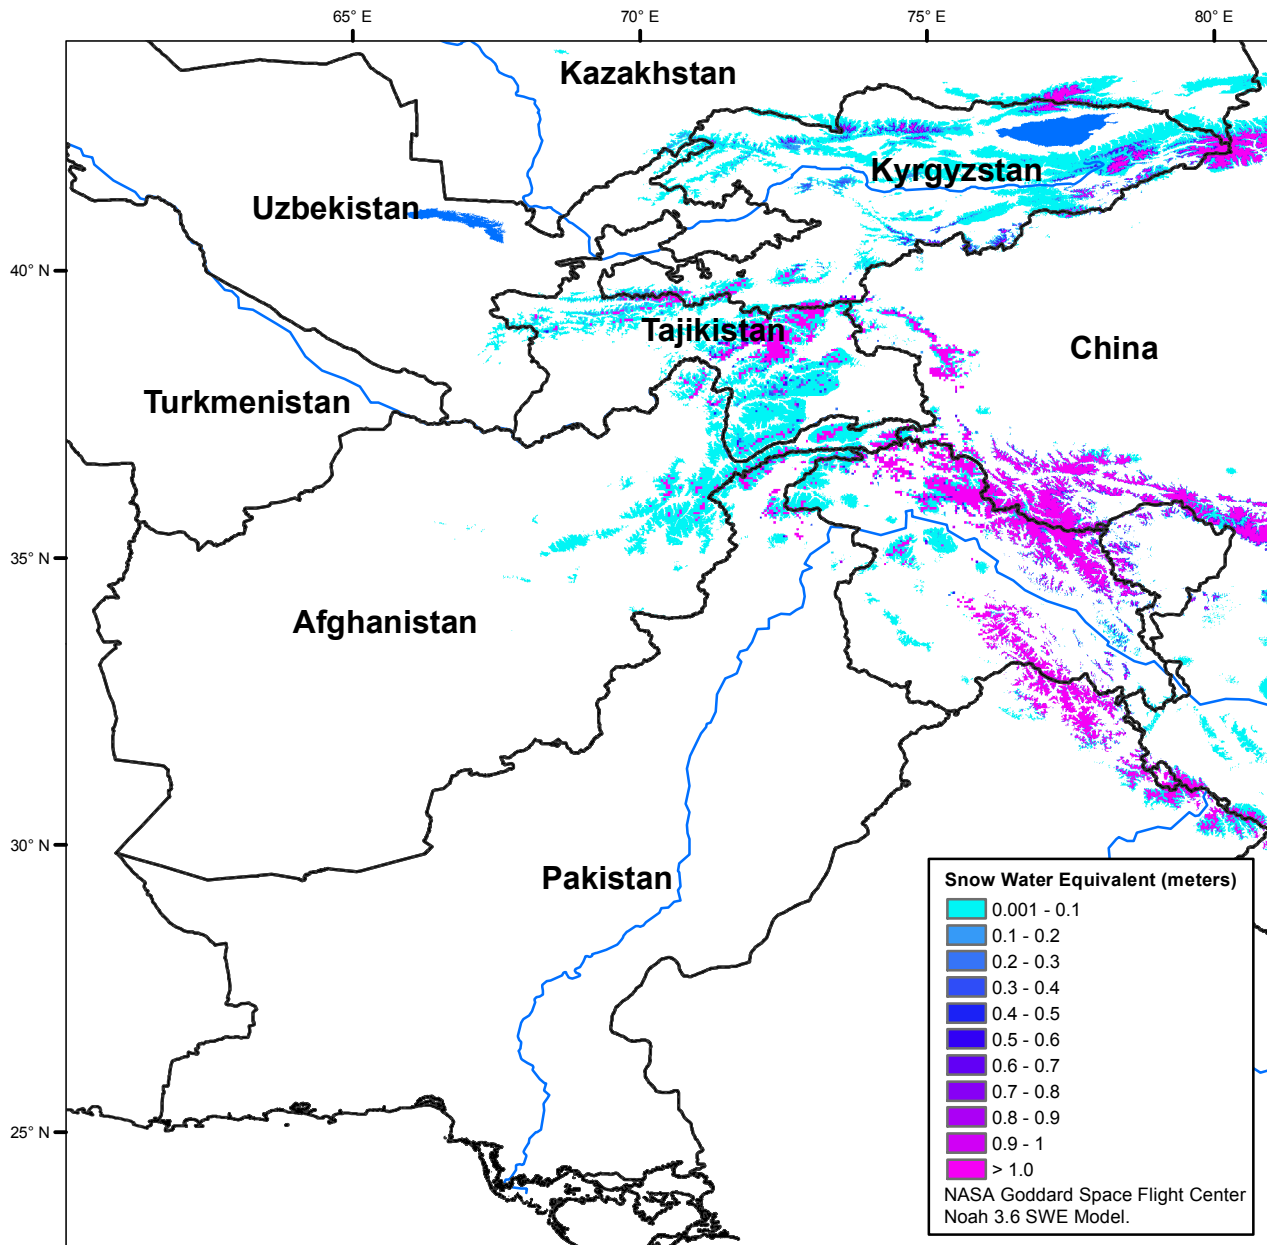 65° E
70° E
75° E
80° E
Kazakhstan
Kyrgyzstan
Uzbekistan
40° N
Tajikistan
China
Turkmenistan
35° N
Afghanistan
30° N
Pakistan
25° N
Snow Water Equivalent (meters)
0.001 - 0.1
0.1 - 0.2
0.2 - 0.3
0.3 - 0.4
0.4 - 0.5
0.5 - 0.6
0.6 - 0.7
0.7 - 0.8
0.8 - 0.9
0.9 - 1
> 1.0
NASA Goddard Space Flight Center
Noah 3.6 SWE Model.